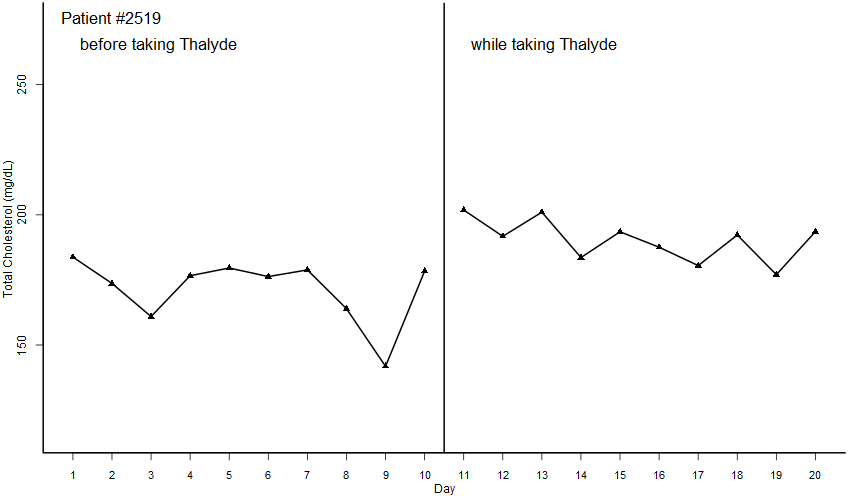 Patient #2519
before taking Thalyde
while taking Thalyde
Total Cholesterol (mg/dL)
250
200
150
1 2 3 4 5 6 7 8 9 10 11 12 13 14 15 16 17 18 19 20
Day